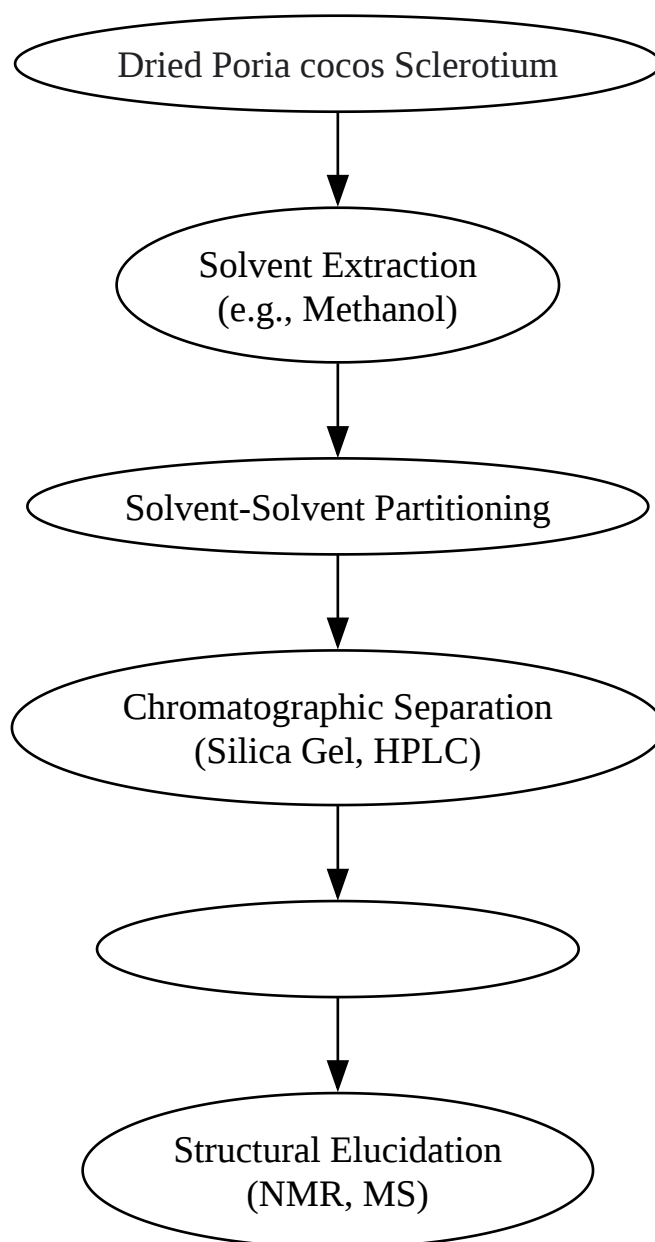 Dried Poria cocos Sclerotium
Solvent Extraction
(e.g., Methanol)
Solvent-Solvent Partitioning
Chromatographic Separation
(Silica Gel, HPLC)
Structural Elucidation
(NMR, MS)